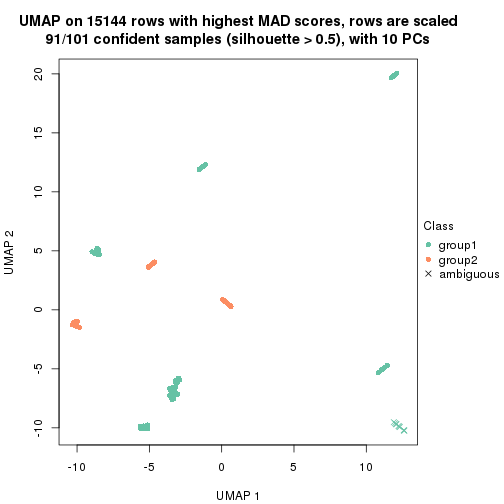 UMAP on 15144 rows with highest MAD scores, rows are scaled
91/101 confident samples (silhouette > 0.5), with 10 PCs
20
15
10
5
0
-5
-10
UMAP 2
-10
-5
0
5
10
UMAP 1
Class
group1
group2
ambiguous